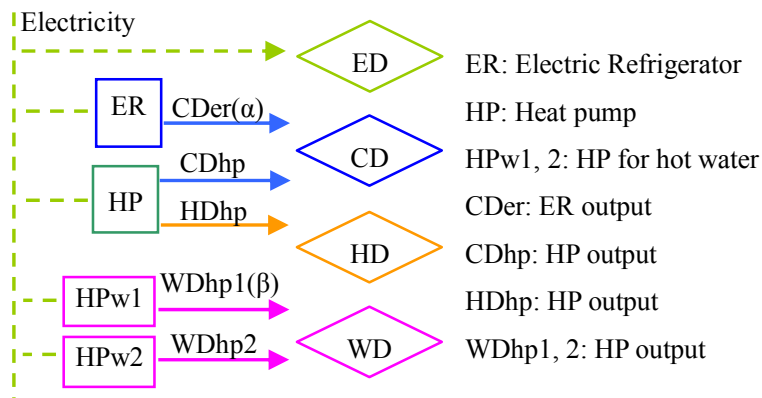 Electricity
ED
ER: Electric Refrigerator
ER
CDer(α)
HP: Heat pump
CDhp
CD
HPw1, 2: HP for hot water
HP
HDhp
CDer: ER output
HD
CDhp: HP output
HPw1
WDhp1(β)
HDhp: HP output
HPw2
WDhp2
WD
WDhp1, 2: HP output